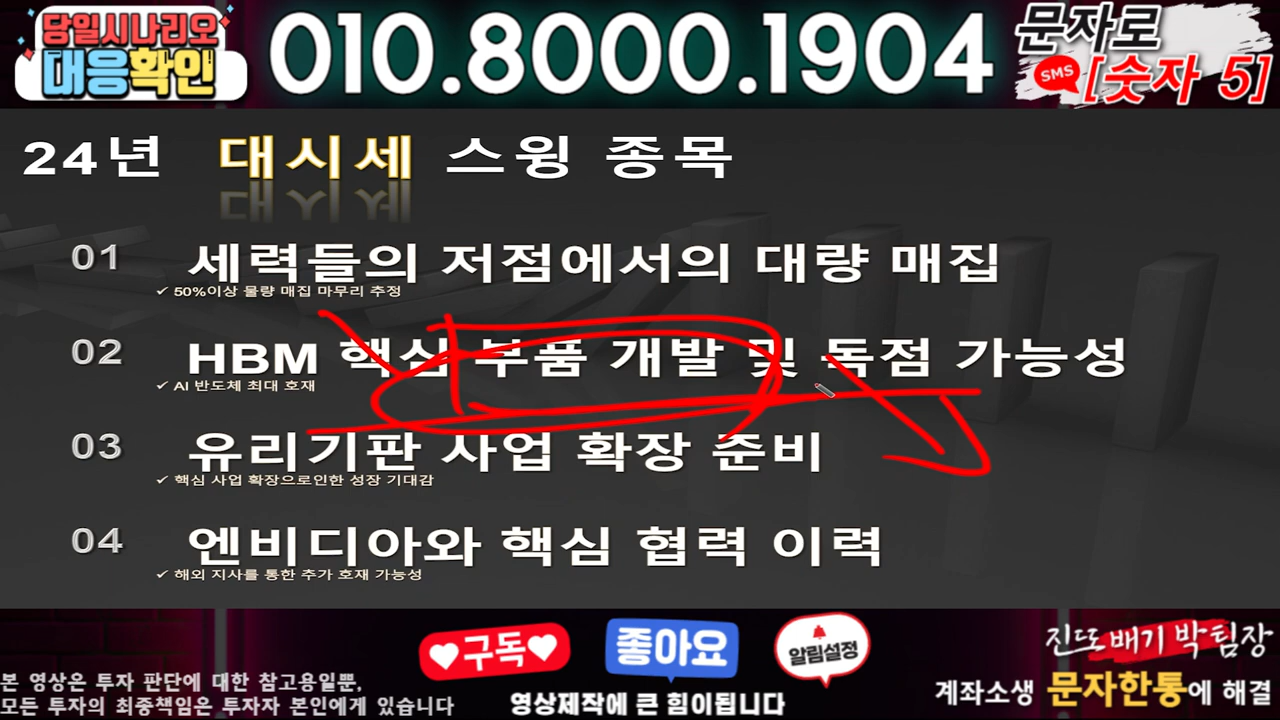 당일시나리오
대응확인
010.8000.1904
문자로
SMS [숫자 5]
24년 대시세 스윙 종목
01 세력들의 저점에서의 대량 매집
✓ 50%이상 물량 매집 마무리 추정
02 HBM 핵심 부품 개발 및 독점 가능성
✓ AI 반도체 최대 호재
03 유리기판 사업 확장 준비
✓ 핵심 사업 확장으로인한 성장 기대감
04 엔비디아와 핵심 협력 이력
✓ 해외 지사를 통한 추가 호재 가능성
구독 좋아요 알림설정
영상제작에 큰 힘이됩니다
본 영상은 투자 판단에 대한 참고용일뿐,
모든 투자의 최종책임은 투자자 본인에게 있습니다
진또배기 박팀장
계좌소생 문자한통에 해결